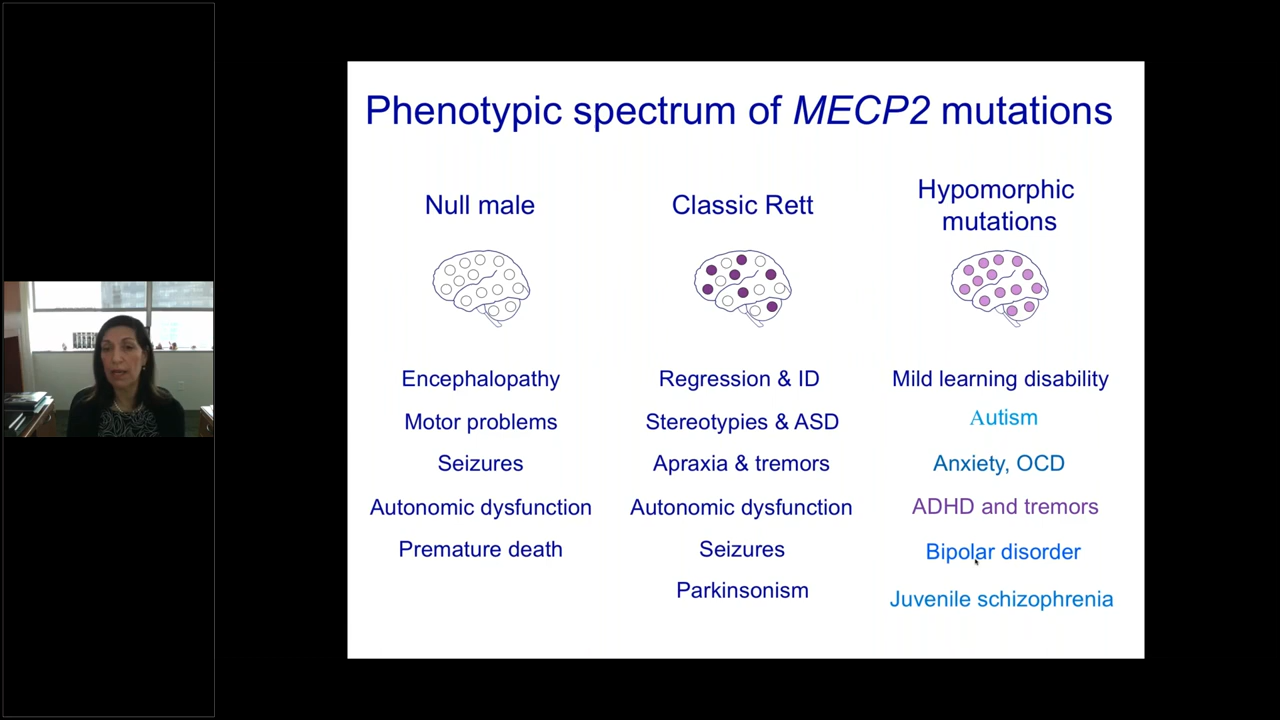 Phenotypic spectrum of MECP2 mutations
Null male
Encephalopathy
Motor problems
Seizures
Autonomic dysfunction
Premature death
Classic Rett
Regression & ID
Stereotypies & ASD
Apraxia & tremors
Autonomic dysfunction
Seizures
Parkinsonism
Hypomorphic
mutations
Mild learning disability
Autism
Anxiety, OCD
ADHD and tremors
Bipolar disorder
Juvenile schizophrenia